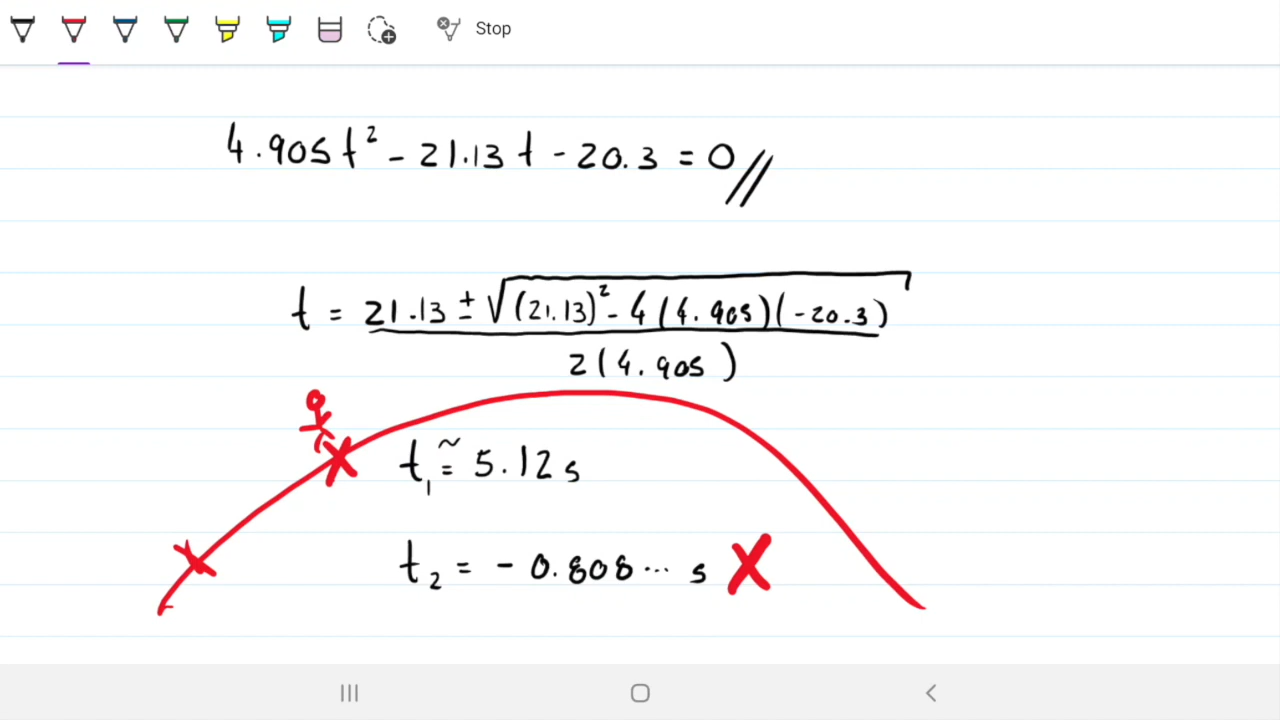 Stop
4.905t² - 21.13t - 20.3 = 0//
t = 21.13 ± √((21.13)² - 4(4.905)(-20.3))
2(4.905)
t₁ ≅ 5.12s
t₂ = - 0.808... s